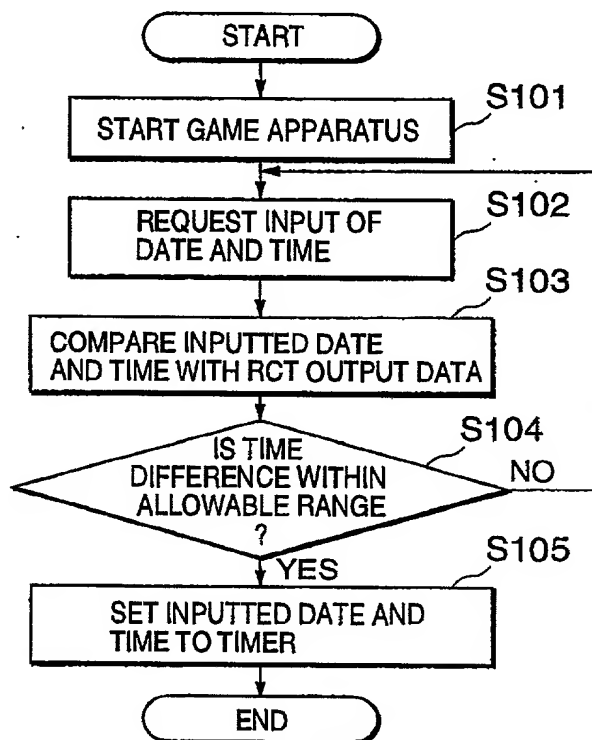 START
S101
START GAME APPARATUS
S102
REQUEST INPUT OF
DATE AND TIME
S103
COMPARE INPUTTED DATE
AND TIME WITH RCT OUTPUT DATA
S104
IS TIME
DIFFERENCE WITHIN
ALLOWABLE RANGE
?
NO
YES
S105
SET INPUTTED DATE AND
TIME TO TIMER
END